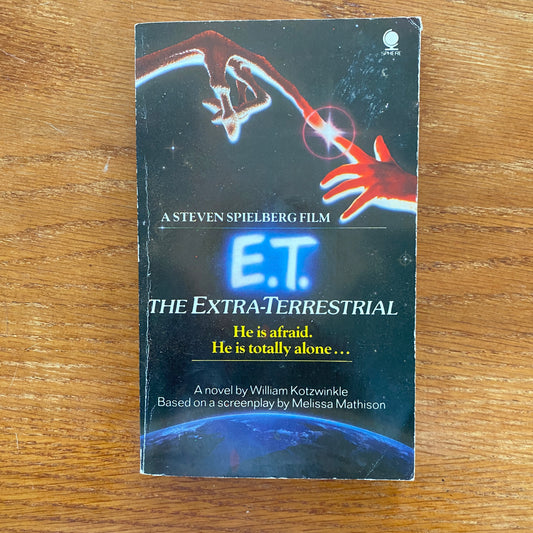 SPHERE
A STEVEN SPIELBERG FILM
E.T.
THE EXTRA-TERRESTRIAL
He is afraid.
He is totally alone...
A novel by William Kotzwinkle
Based on a screenplay by Melissa Mathison